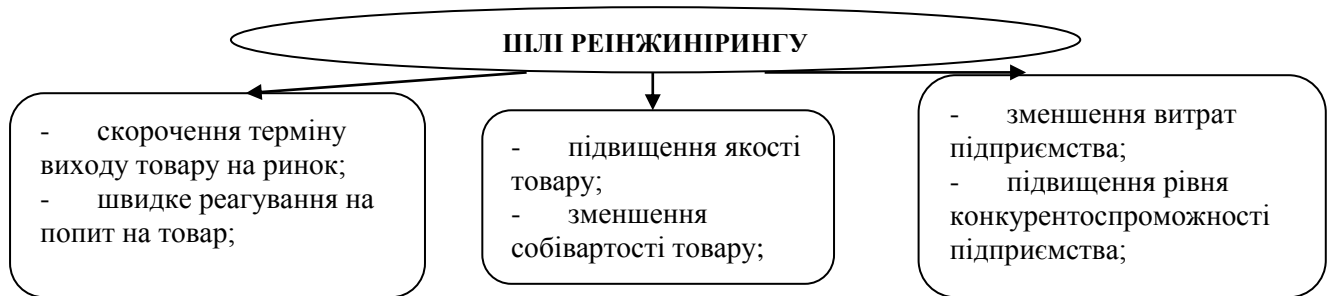 ЦІЛІ РЕІНЖИНІРИНГУ
- скорочення терміну
виходу товару на ринок;
- швидке реагування на
попит на товар;
- підвищення якості
товару;
- зменшення
собівартості товару;
- зменшення витрат
підприємства;
- підвищення рівня
конкурентоспроможності
підприємства;